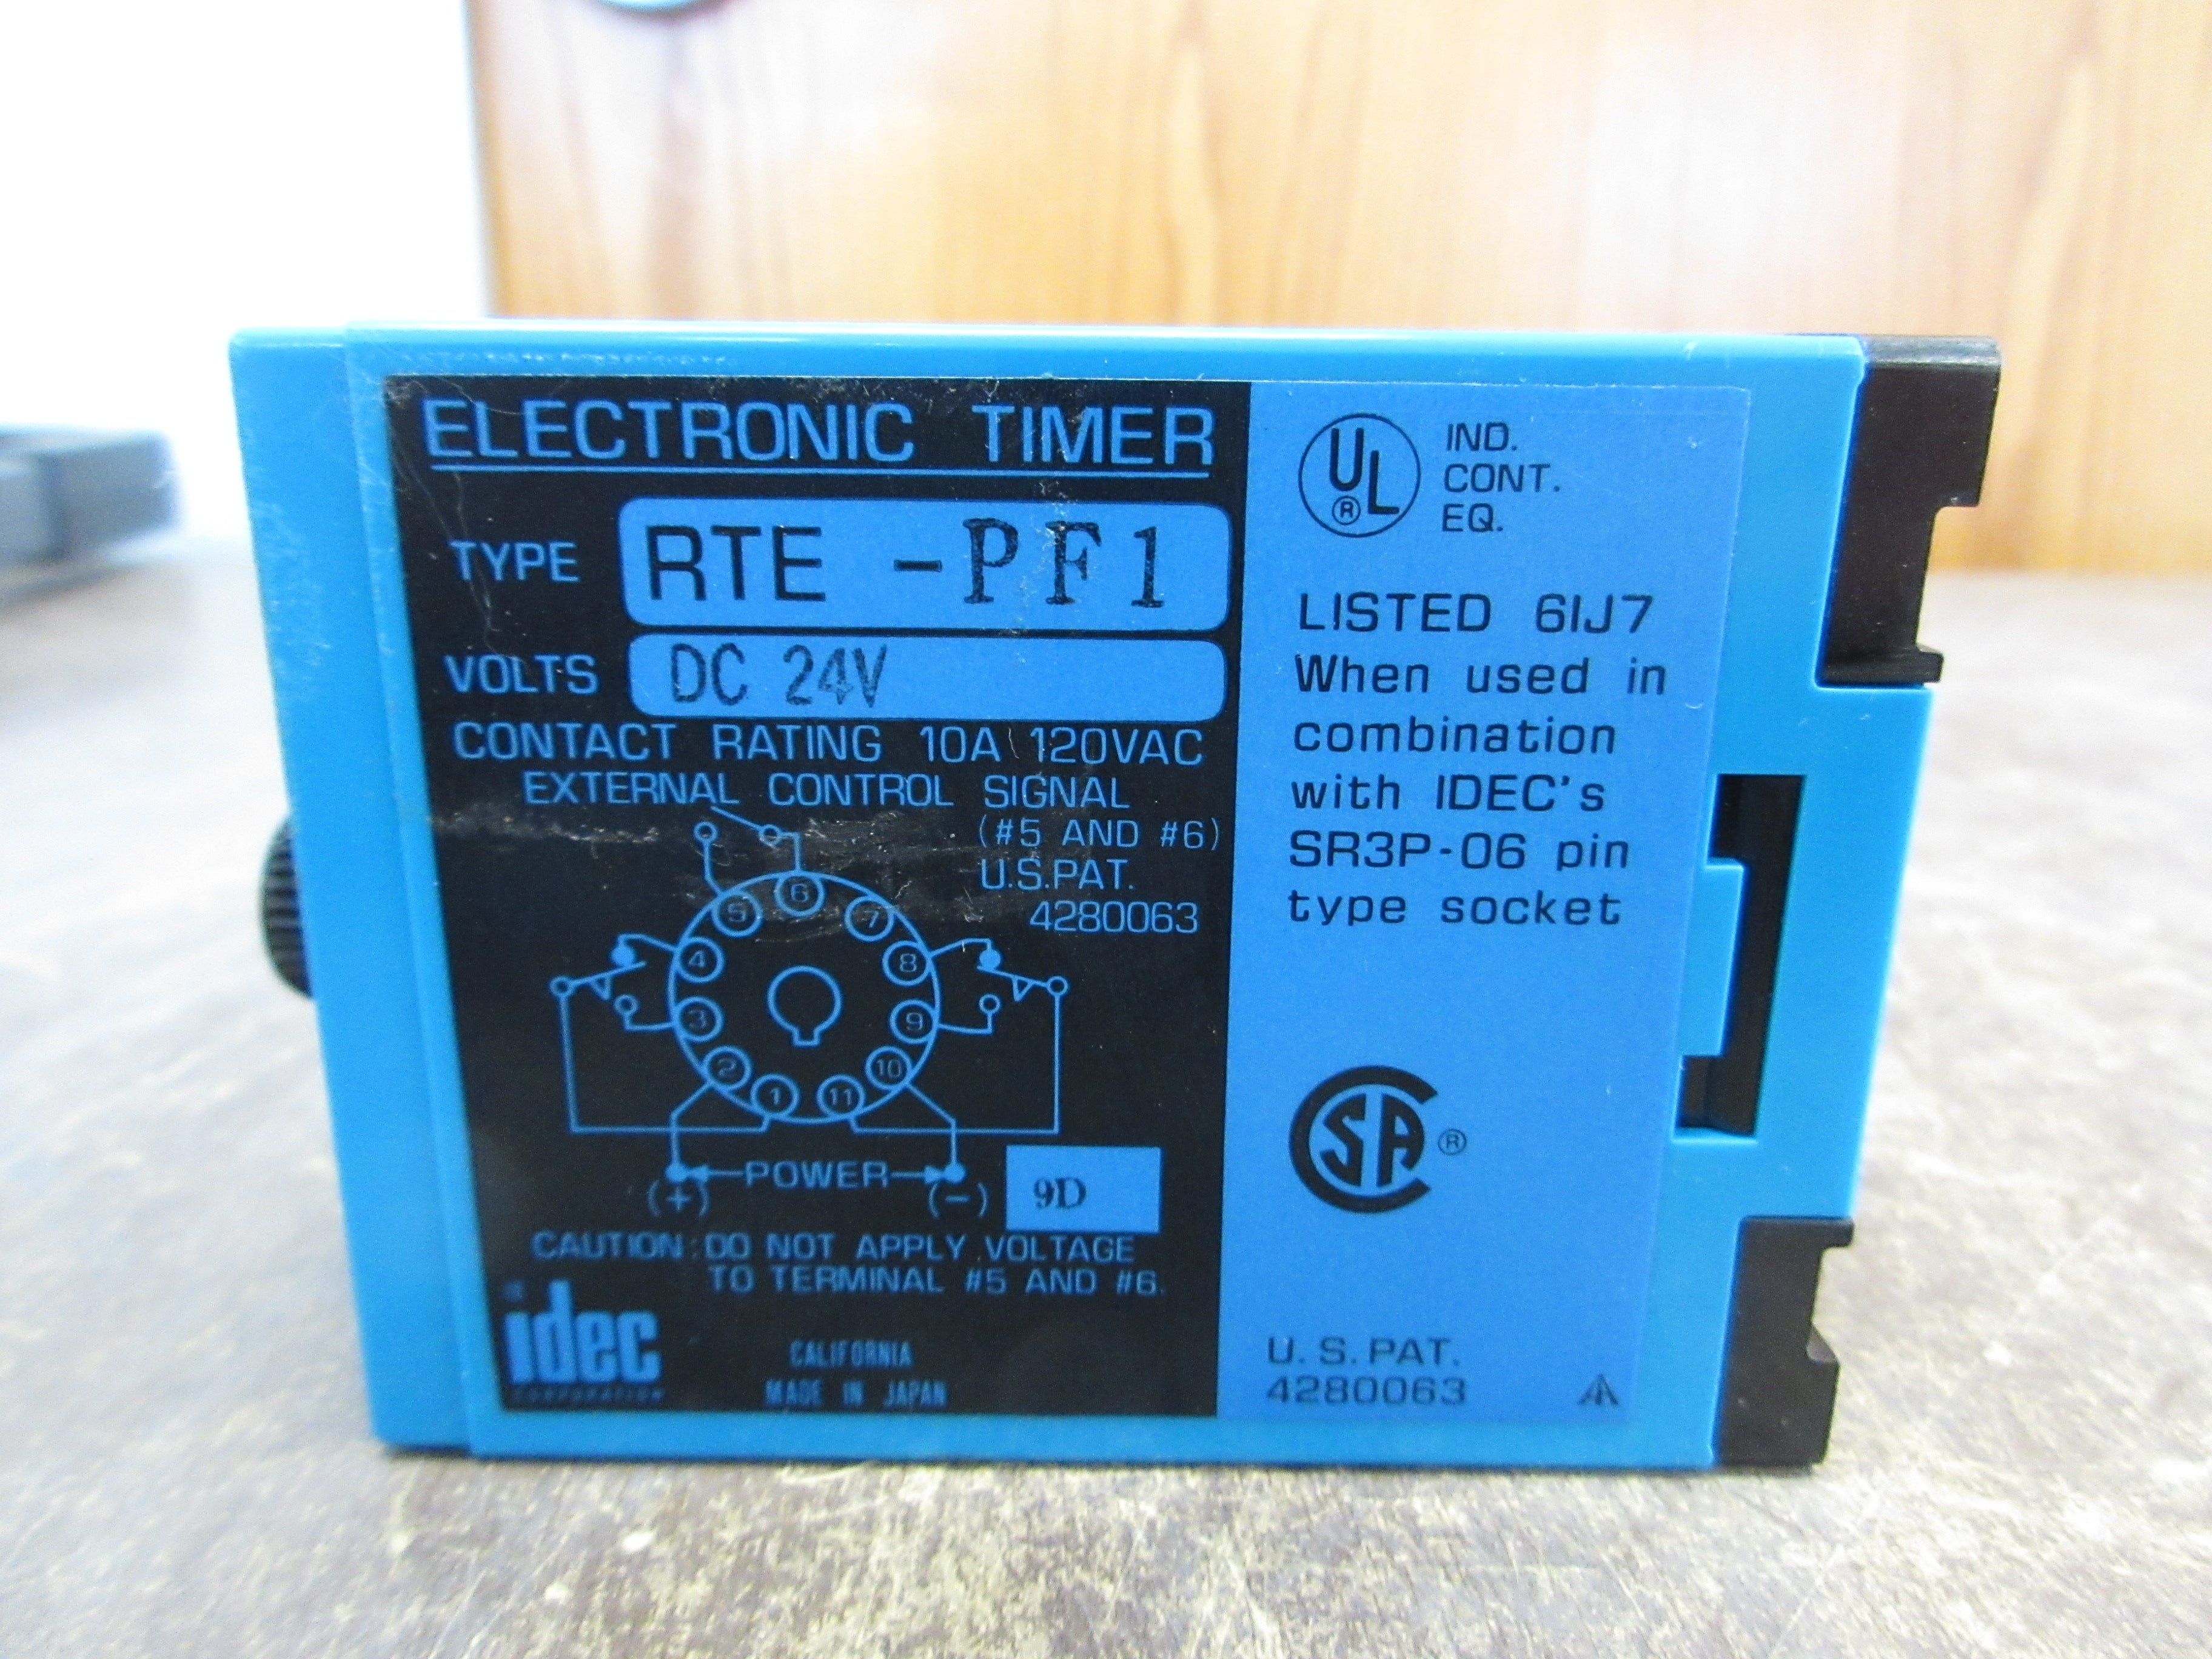 ELECTRONIC TIMER
TYPE RTE -PF1
VOLTS DC 24V
CONTACT RATING 10A 120VAC
EXTERNAL CONTROL SIGNAL
(#5 AND #6)
U.S.PAT.
4280063
5 6 7
4 8
3 9
2 10
1 11
POWER
(+) (-)
9D
CAUTION: DO NOT APPLY VOLTAGE
TO TERMINAL #5 AND #6.
idec
CORPORATION
CALIFORNIA
MADE IN JAPAN
UL ®
IND.
CONT.
EQ.
LISTED 6IJ7
When used in
combination
with IDEC's
SR3P-06 pin
type socket
SA ®
U.S.PAT.
4280063